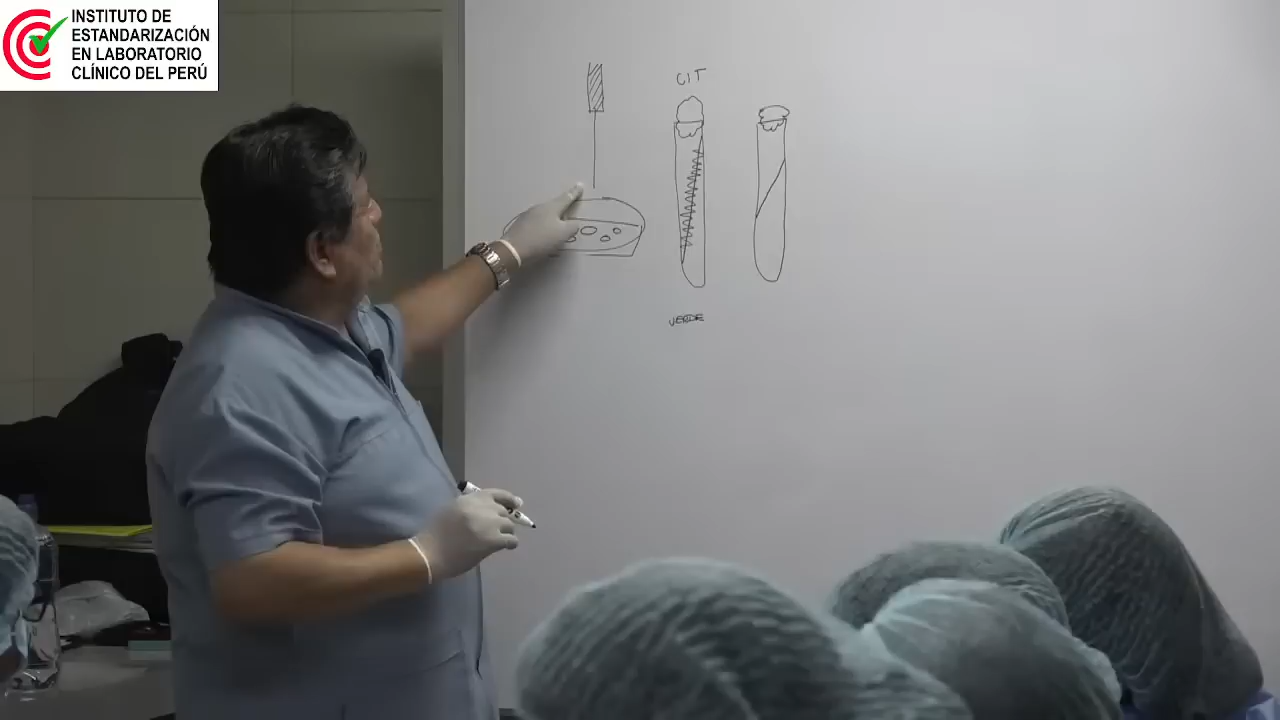 INSTITUTO DE
ESTANDARIZACIÓN
EN LABORATORIO
CLÍNICO DEL PERÚ
CIT
VERDE